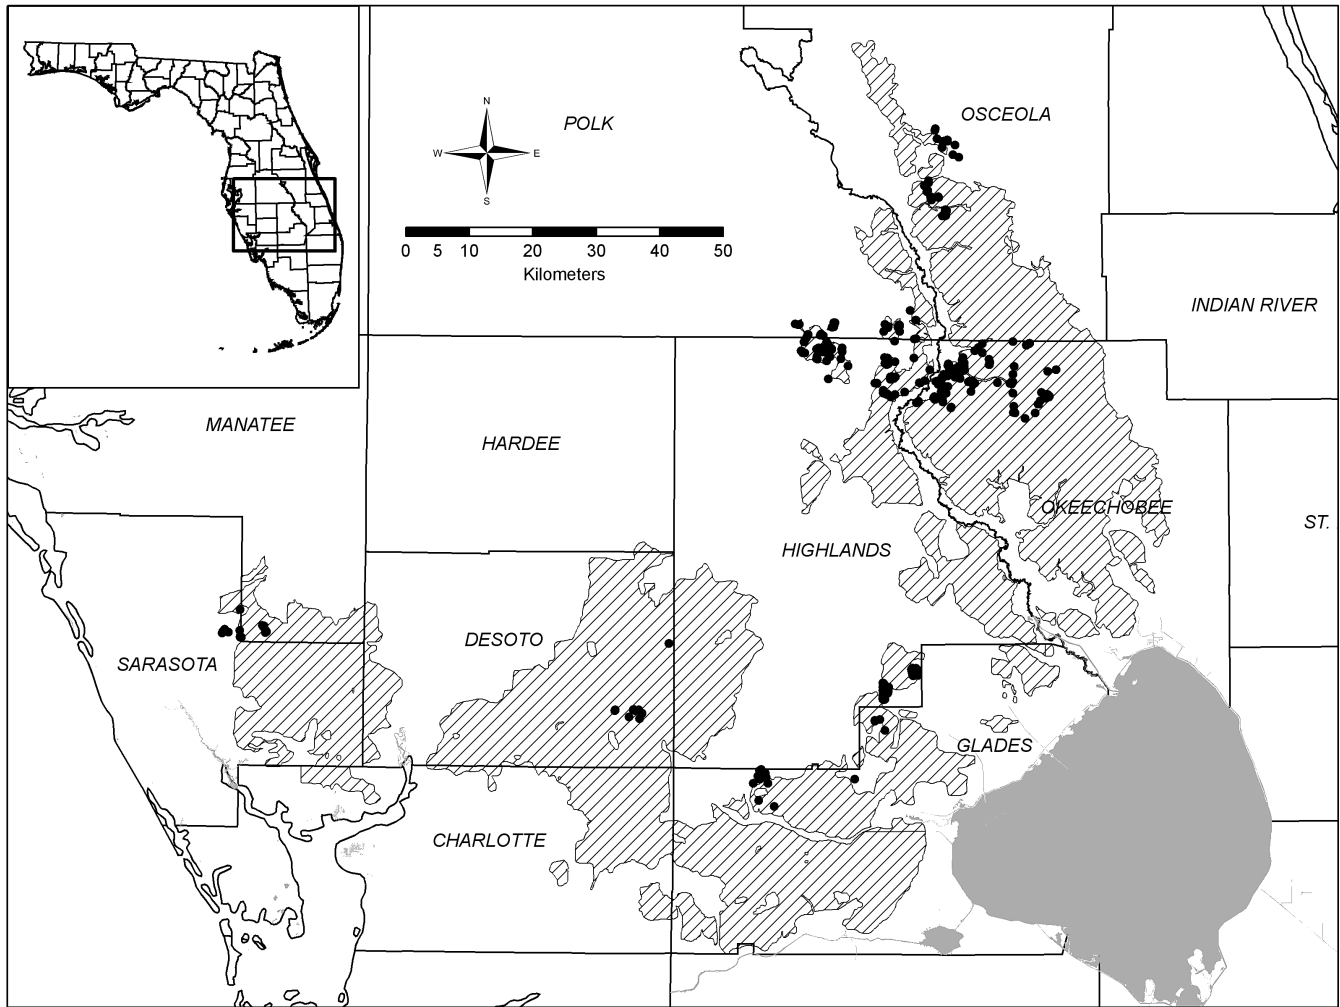 OSCEOLA
POLK
N
W E
S
0 5 10 20 30 40 50
Kilometers
INDIAN RIVER
MANATEE
HARDEE
OKEECHOBEE
ST.
HIGHLANDS
DESOTO
SARASOTA
GLADES
CHARLOTTE